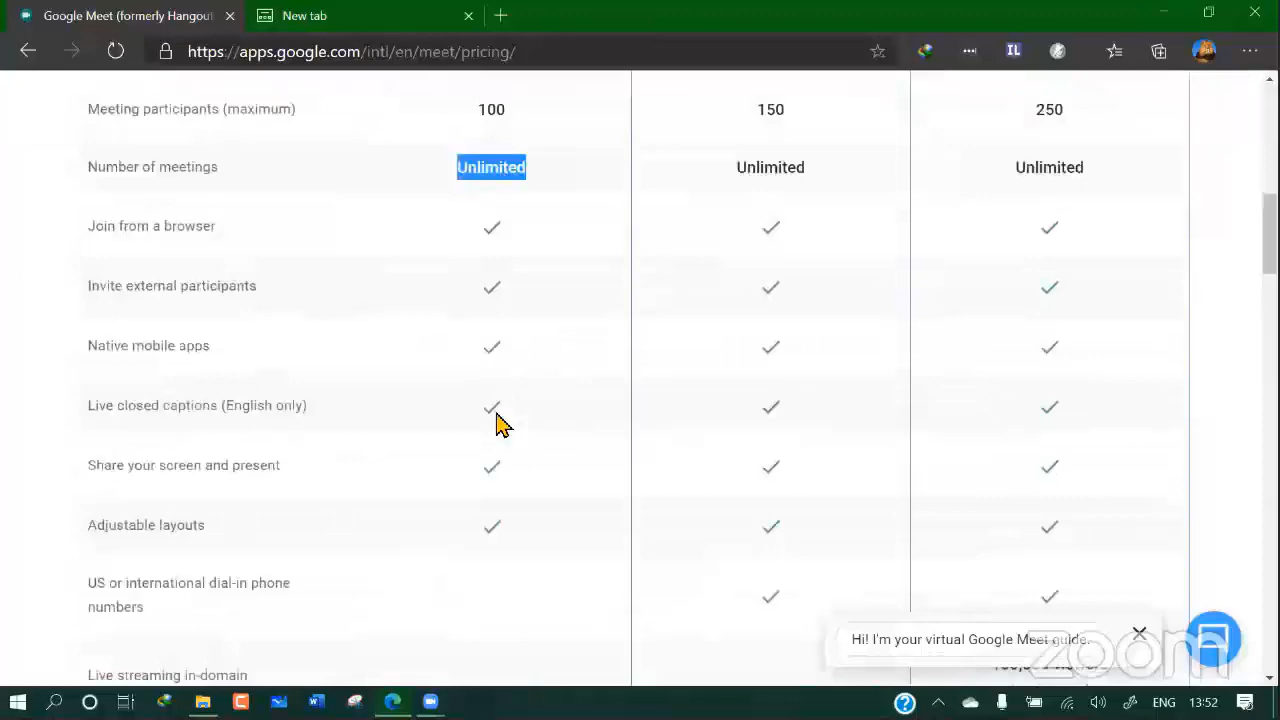 Google Meet (formerly Hangout
New tab
https://apps.google.com/intl/en/meet/pricing/
IL
Meeting participants (maximum) 100 150 250
Number of meetings Unlimited Unlimited Unlimited
Join from a browser
Invite external participants
Native mobile apps
Live closed captions (English only)
Share your screen and present
Adjustable layouts
US or international dial-in phone
numbers
Hi! I'm your virtual Google Meet guide.
zoom
Live streaming in-domain
ENG 13:52